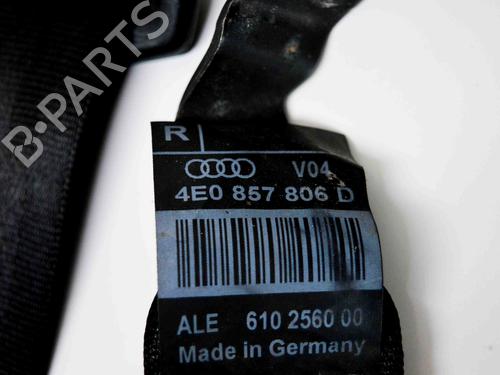 B-PARTS
R
V04
4E0 857 806 D
ALE 610 2560 00
Made in Germany